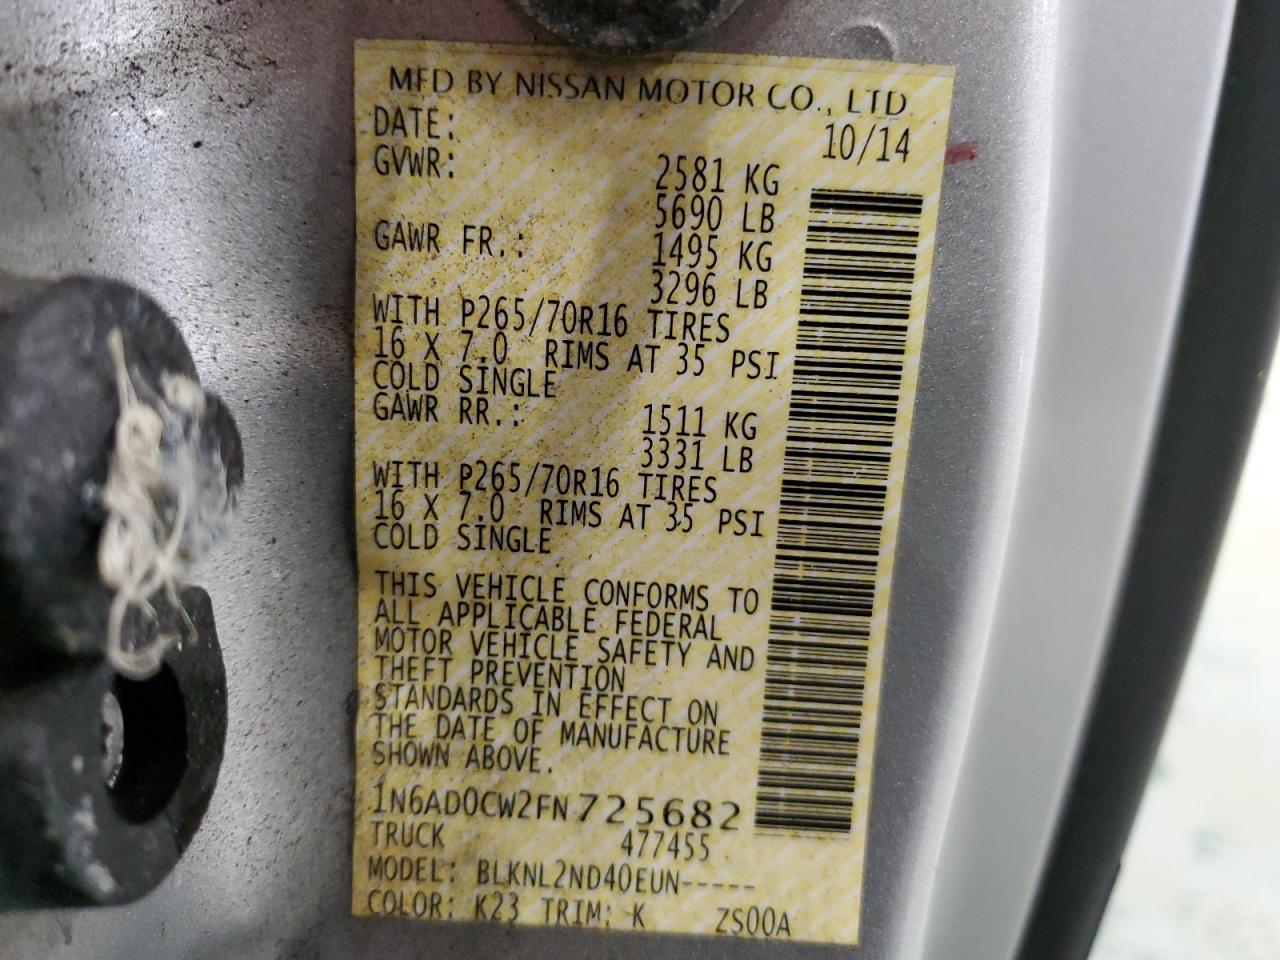 MFD BY NISSAN MOTOR CO., LTD.
DATE: 10/14
GVWR: 2581 KG
5690 LB
GAWR FR.: 1495 KG
3296 LB
WITH P265/70R16 TIRES
16 X 7.0 RIMS AT 35 PSI
COLD SINGLE
GAWR RR.: 1511 KG
3331 LB
WITH P265/70R16 TIRES
16 X 7.0 RIMS AT 35 PSI
COLD SINGLE
THIS VEHICLE CONFORMS TO
ALL APPLICABLE FEDERAL
MOTOR VEHICLE SAFETY AND
THEFT PREVENTION
STANDARDS IN EFFECT ON
THE DATE OF MANUFACTURE
SHOWN ABOVE.
1N6AD0CW2FN725682
TRUCK 477455
MODEL: BLKNL2ND40EUN-----
COLOR: K23 TRIM: K ZS00A